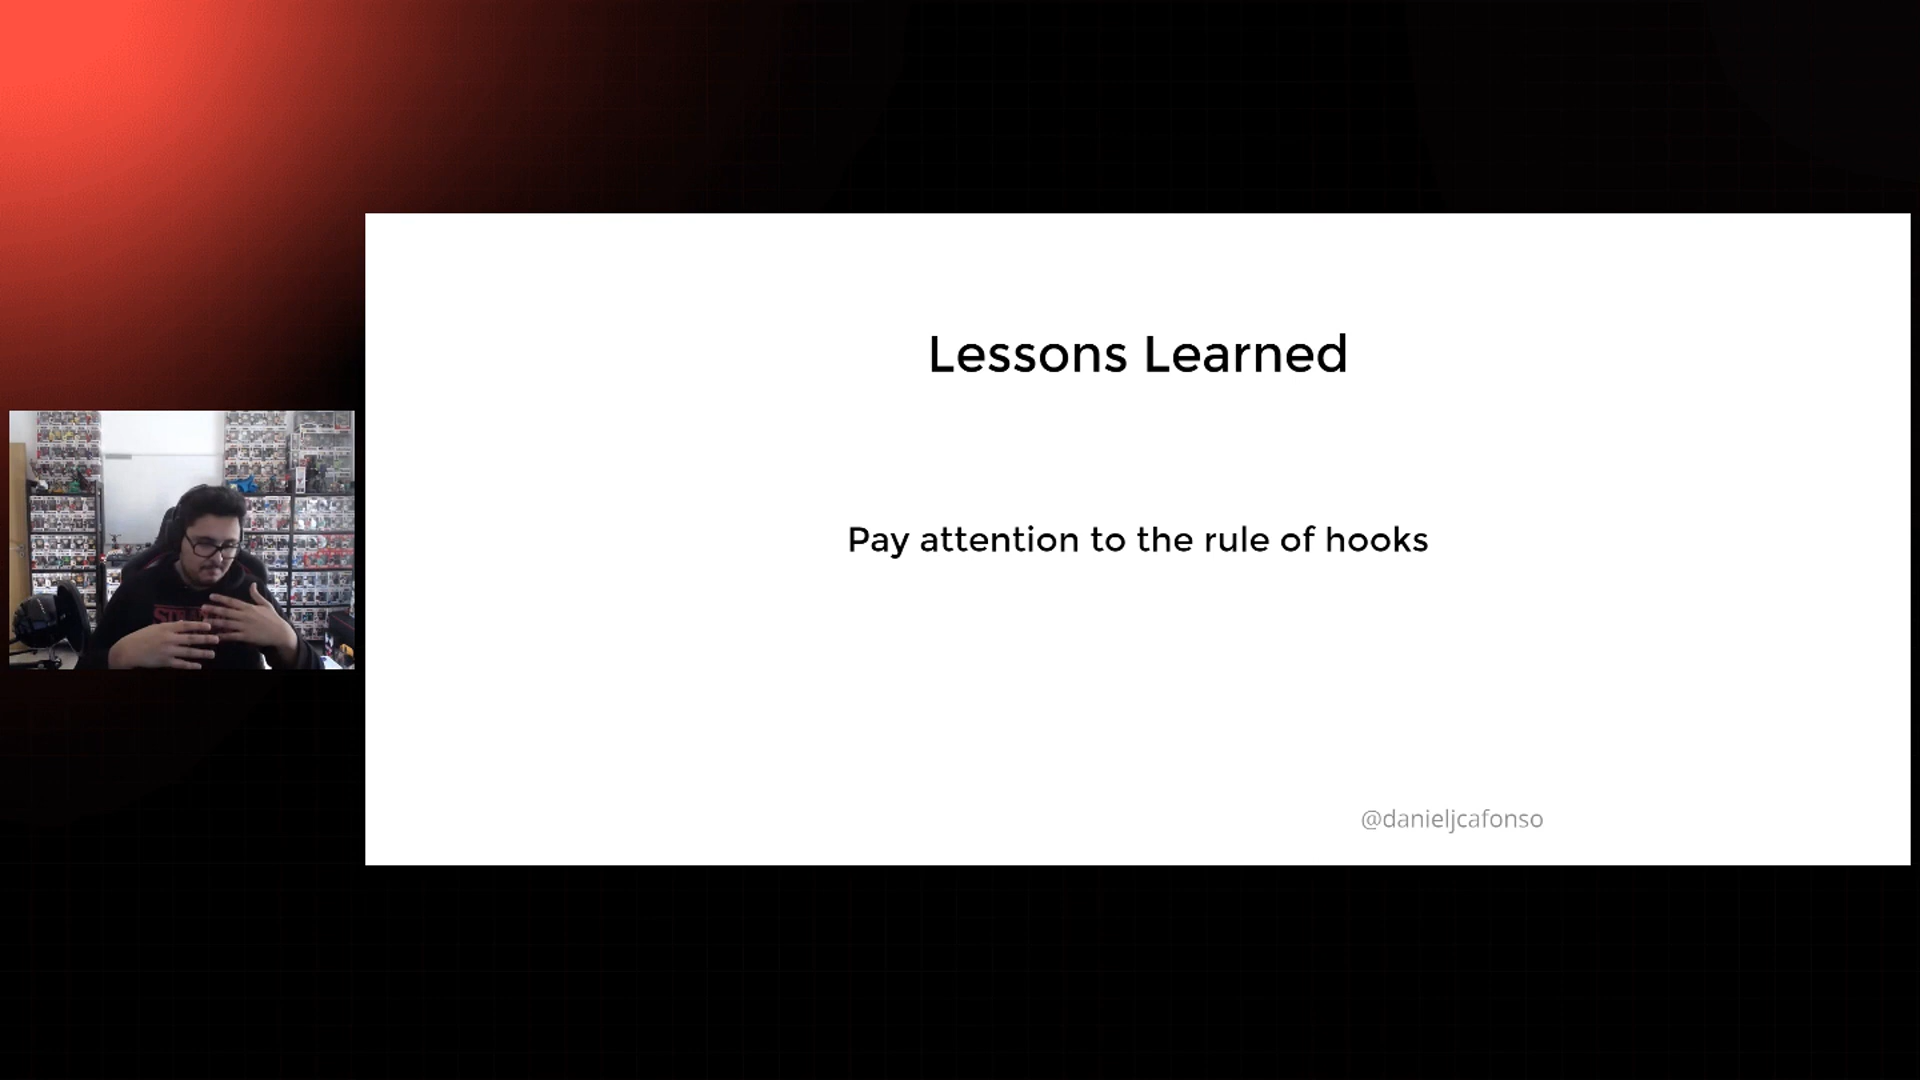 Lessons Learned
Pay attention to the rule of hooks
@danieljcafonso